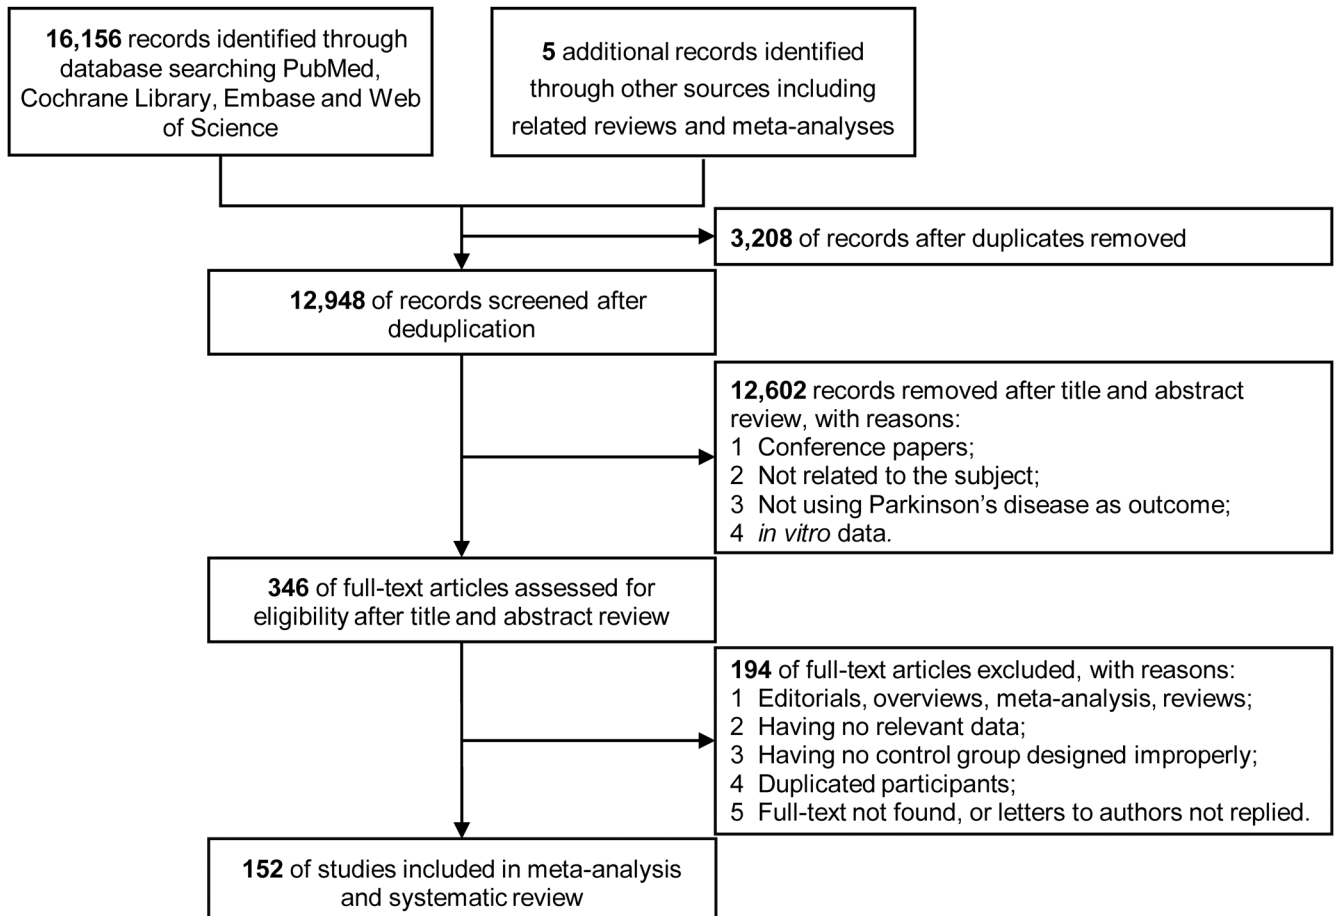 16,156 records identified through
database searching PubMed,
Cochrane Library, Embase and Web
of Science
5 additional records identified
through other sources including
related reviews and meta-analyses
3,208 of records after duplicates removed
12,948 of records screened after
deduplication
12,602 records removed after title and abstract
review, with reasons:
1 Conference papers;
2 Not related to the subject;
3 Not using Parkinson’s disease as outcome;
4 in vitro data.
346 of full-text articles assessed for
eligibility after title and abstract review
194 of full-text articles excluded, with reasons:
1 Editorials, overviews, meta-analysis, reviews;
2 Having no relevant data;
3 Having no control group designed improperly;
4 Duplicated participants;
5 Full-text not found, or letters to authors not replied.
152 of studies included in meta-analysis
and systematic review